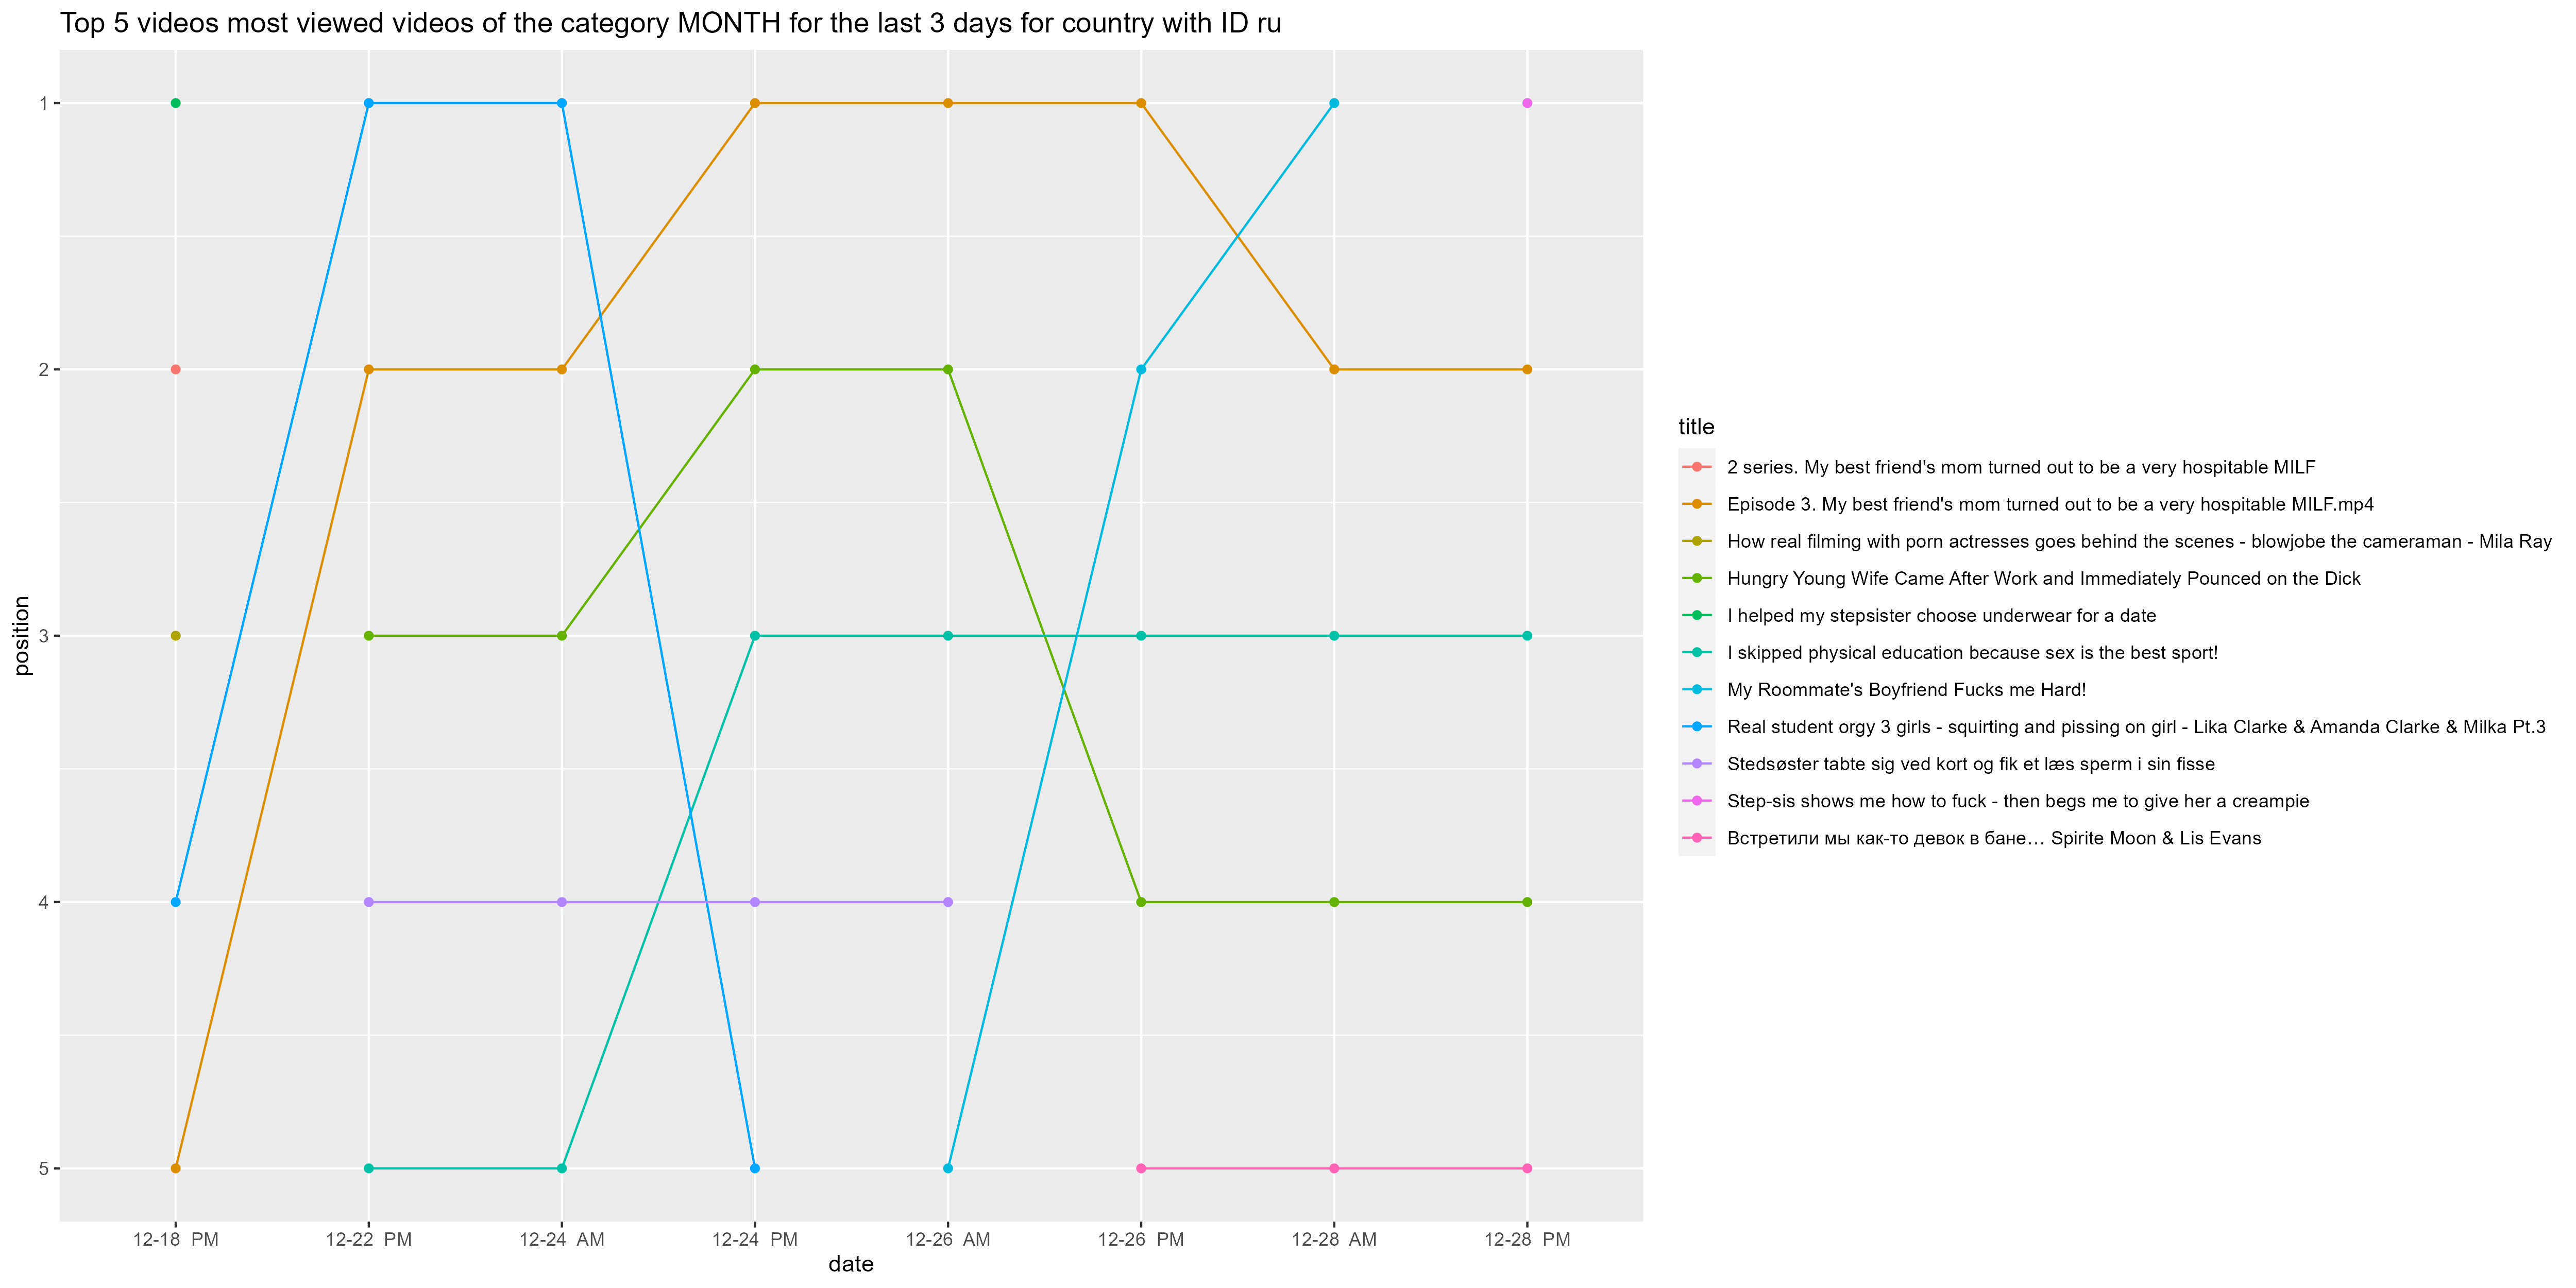 Top 5 videos most viewed videos of the category MONTH for the last 3 days for country with ID ru
position
1
2
3
4
5
12-18 PM
12-22 PM
12-24 AM
12-24 PM
12-26 AM
12-26 PM
12-28 AM
12-28 PM
date
title
2 series. My best friend's mom turned out to be a very hospitable MILF
Episode 3. My best friend's mom turned out to be a very hospitable MILF.mp4
How real filming with porn actresses goes behind the scenes - blowjobe the cameraman - Mila Ray
Hungry Young Wife Came After Work and Immediately Pounced on the Dick
I helped my stepsister choose underwear for a date
I skipped physical education because sex is the best sport!
My Roommate's Boyfriend Fucks me Hard!
Real student orgy 3 girls - squirting and pissing on girl - Lika Clarke & Amanda Clarke & Milka Pt.3
Stedsøster tabte sig ved kort og fik et læs sperm i sin fisse
Step-sis shows me how to fuck - then begs me to give her a creampie
Встретили мы как-то девок в бане… Spirite Moon & Lis Evans